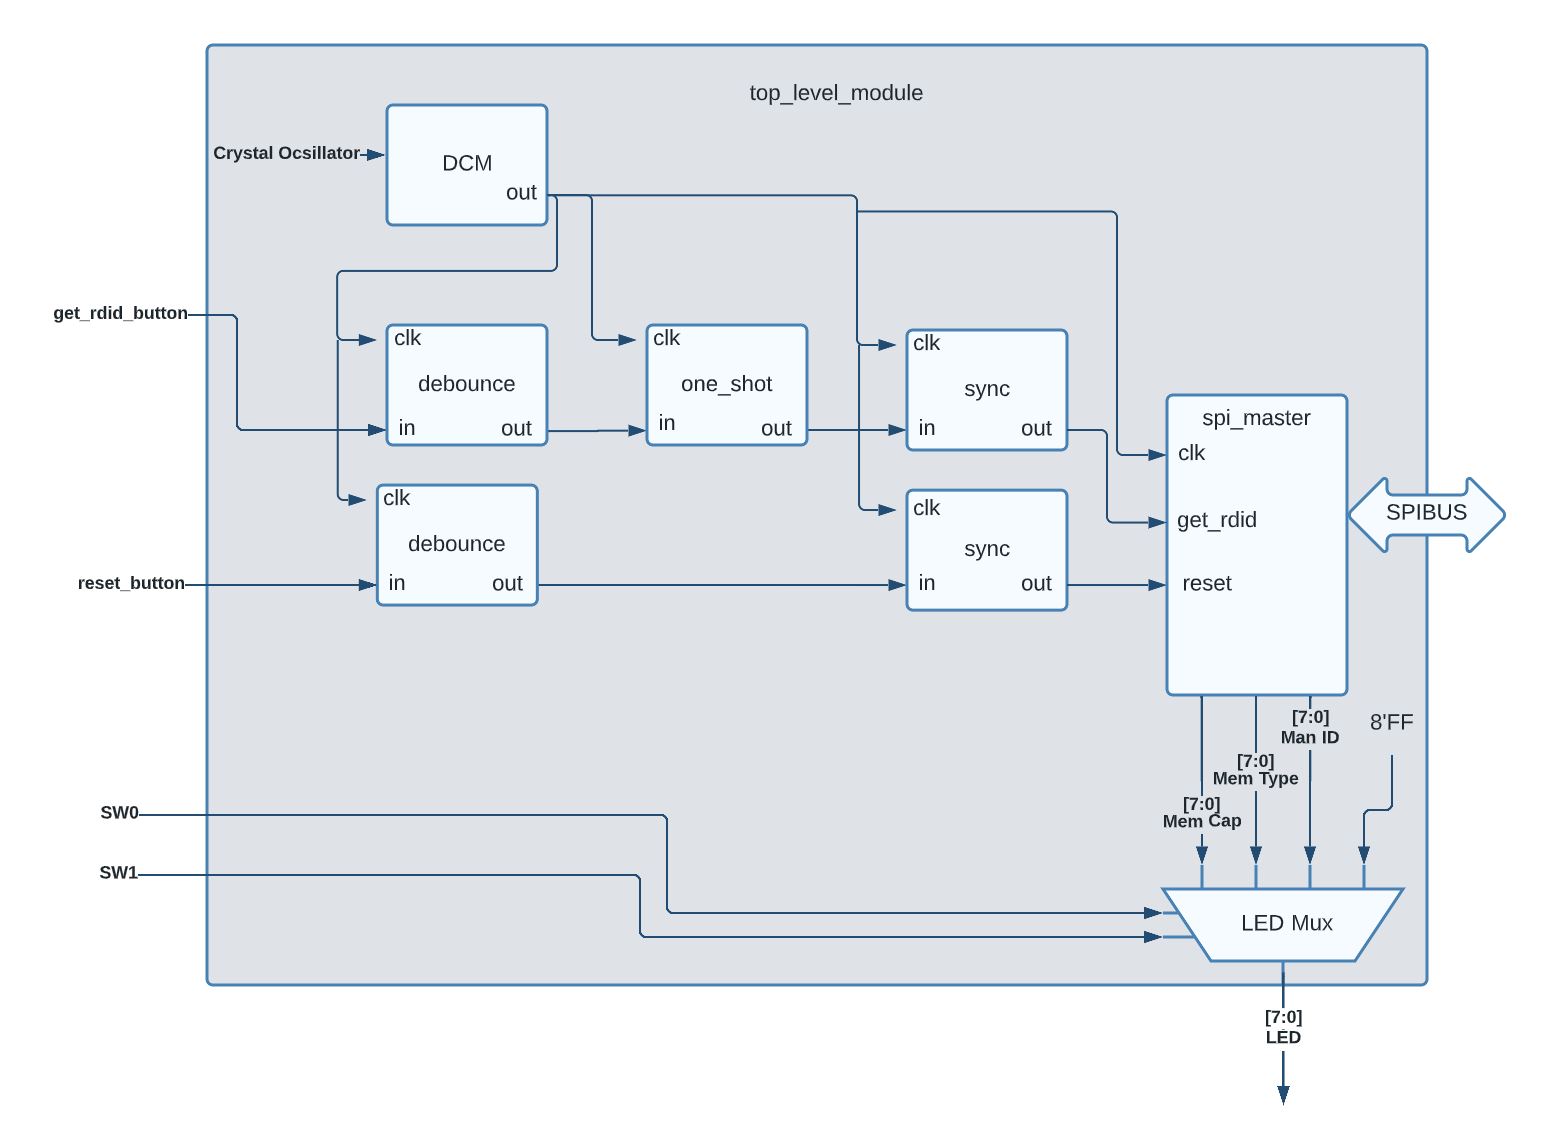 top_level_module
Crystal Ocsillator
DCM
out
get_rdid_button
clk
debounce
in
out
clk
one_shot
in
out
clk
sync
in
out
spi_master
clk
get_rdid
reset
SPIBUS
reset_button
clk
debounce
in
out
clk
sync
in
out
[7:0]
Man ID
8'FF
[7:0]
Mem Type
[7:0]
Mem Cap
SW0
SW1
LED Mux
[7:0]
LED